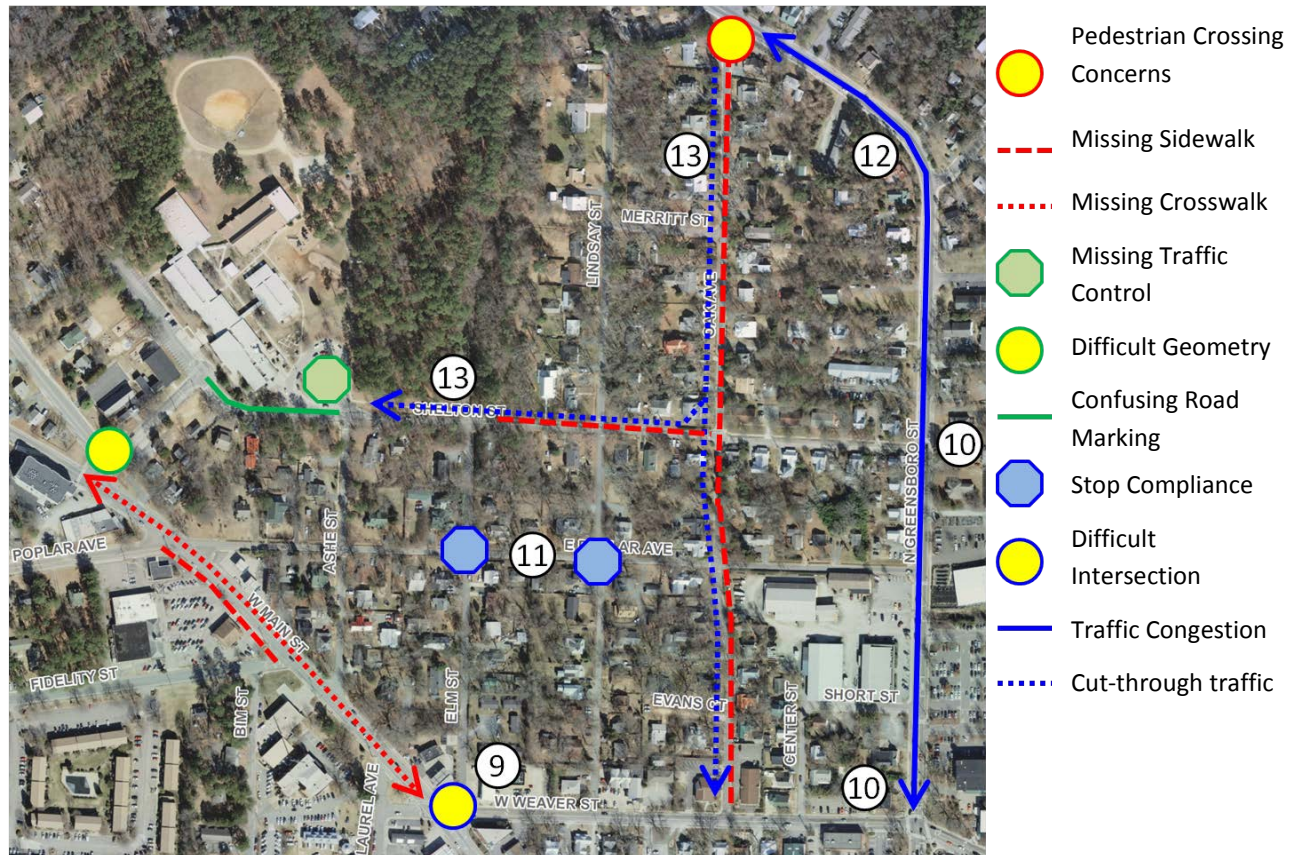 Pedestrian Crossing
Concerns
Missing Sidewalk
Missing Crosswalk
Missing Traffic
Control
Difficult Geometry
Confusing Road
Marking
Stop Compliance
Difficult
Intersection
Traffic Congestion
Cut-through traffic
13
12
MERRITT ST
LINDSAY ST
OAK AVE
13
SHELTON ST
10
N GREENSBORO ST
POPLAR AVE
ASHE ST
11
E POPLAR AVE
W MAIN ST
FIDELITY ST
BIM ST
ELM ST
EVANS CT
CENTER ST
SHORT ST
9
10
W WEAVER ST
LAUREL AVE